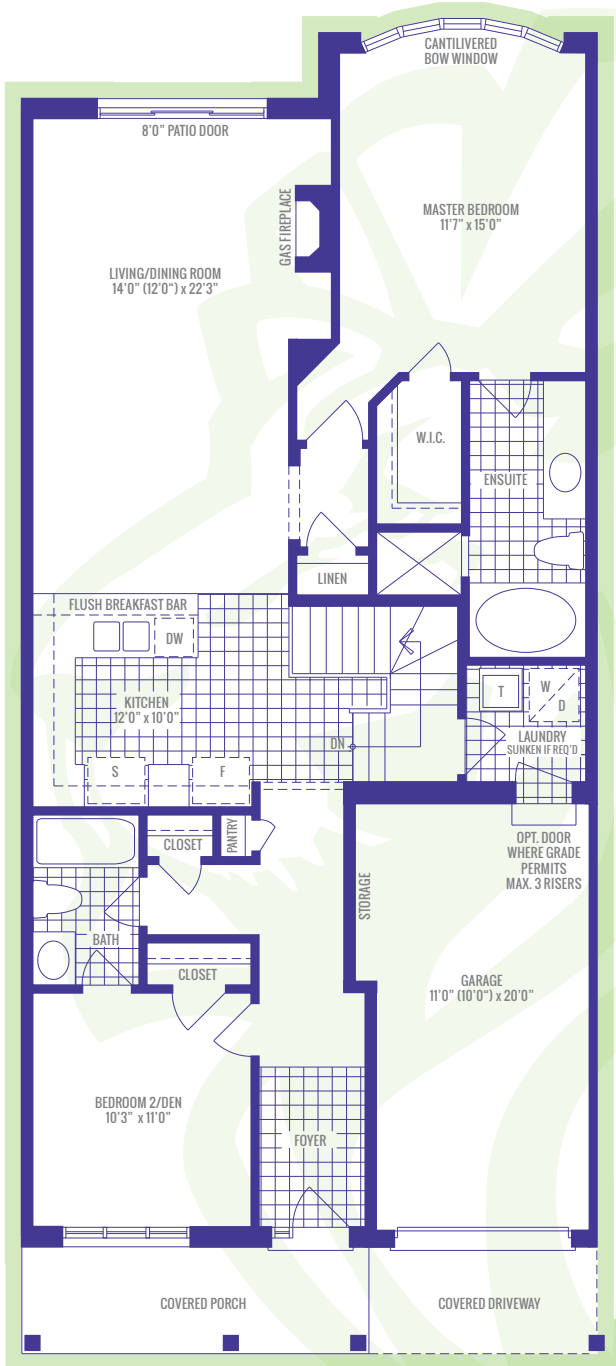 CANTILIVERED
BOW WINDOW
8'0" PATIO DOOR
GAS FIREPLACE
MASTER BEDROOM
11'7" x 15'0"
LIVING/DINING ROOM
14'0" (12'0") x 22'3"
W.I.C.
ENSUITE
LINEN
FLUSH BREAKFAST BAR
DW
KITCHEN
12'0" x 10'0"
T
W
D
DN
LAUNDRY
SUNKEN IF REQ'D
S
F
CLOSET
PANTRY
OPT. DOOR
WHERE GRADE
PERMITS
MAX. 3 RISERS
STORAGE
BATH
CLOSET
GARAGE
11'0" (10'0") x 20'0"
BEDROOM 2/DEN
10'3" x 11'0"
FOYER
COVERED PORCH
COVERED DRIVEWAY